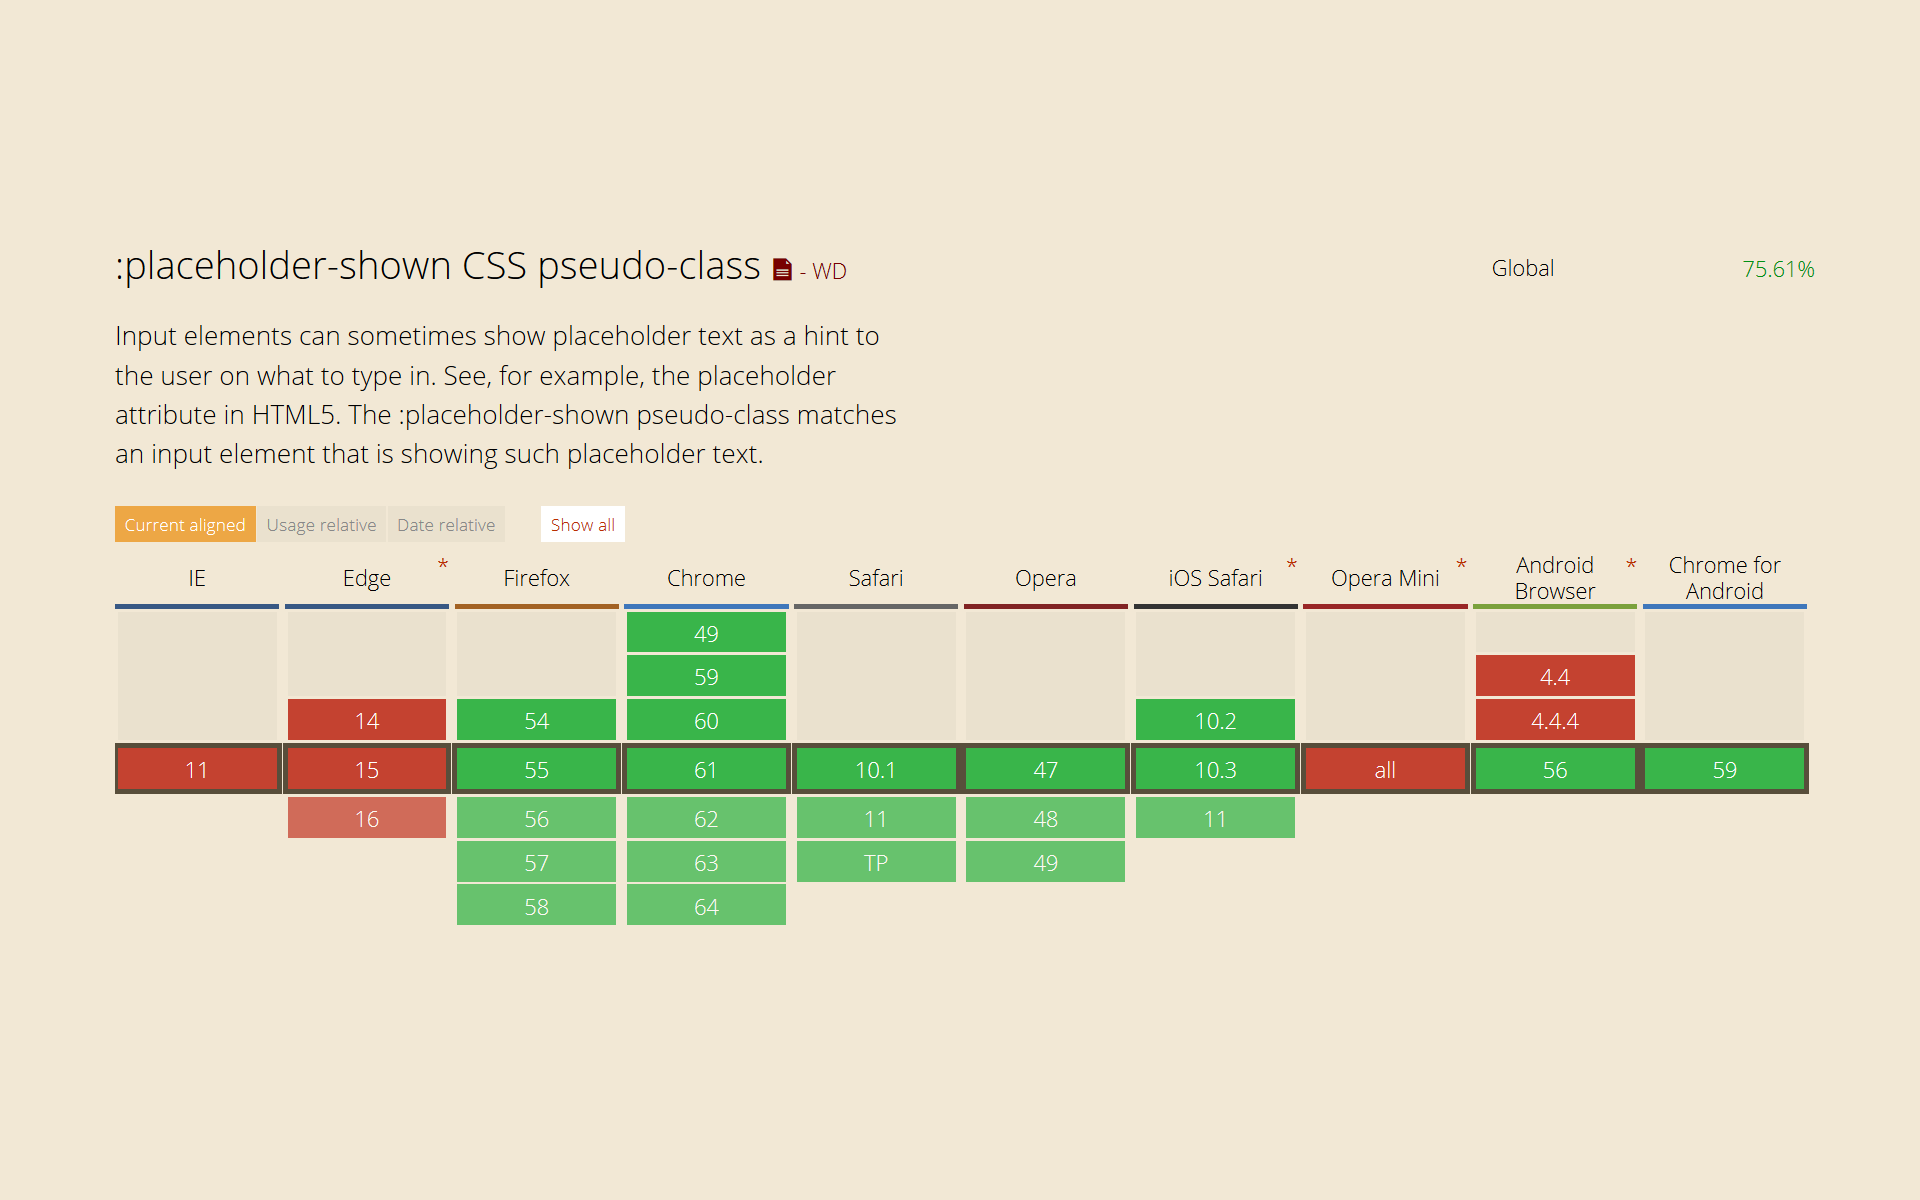 :placeholder-shown CSS pseudo-class - WD
Global 75.61%
Input elements can sometimes show placeholder text as a hint to
the user on what to type in. See, for example, the placeholder
attribute in HTML5. The :placeholder-shown pseudo-class matches
an input element that is showing such placeholder text.
Current aligned Usage relative Date relative Show all
IE Edge * Firefox Chrome Safari Opera iOS Safari * Opera Mini * Android Browser * Chrome for Android
49
59 4.4
14 54 60 10.2 4.4.4
11 15 55 61 10.1 47 10.3 all 56 59
16 56 62 11 48 11
57 63 TP 49
58 64